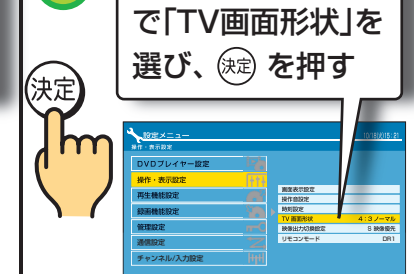 で「TV画面形状」を
選び、決定 を押す
決定
設定メニュー 10/18(火)15:21
操作・表示設定
DVDプレイヤー設定
操作・表示設定
再生機能設定
録画機能設定
管理設定
通信設定
チャンネル/入力設定
画面表示設定
操作音設定
時刻設定
TV 画面形状 4:3ノーマル
映像出力切換設定 S 映像優先
リモコンモード DR1